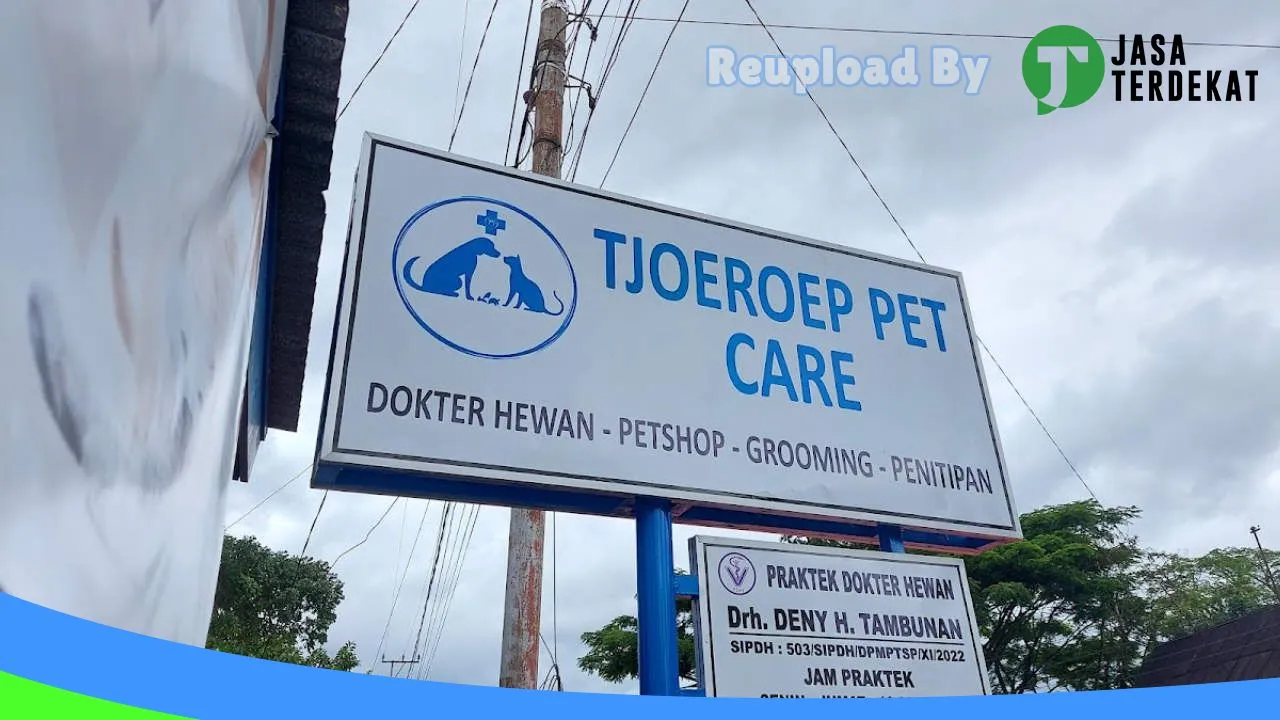 Reupload By
JASA
TERDEKAT
TJOEROEP PET
CARE
DOKTER HEWAN - PETSHOP - GROOMING - PENITIPAN
PRAKTEK DOKTER HEWAN
Drh. DENY H. TAMBUNAN
SIPDH : 503/SIPDH/DPMPTSP/XI/2022
JAM PRAKTEK